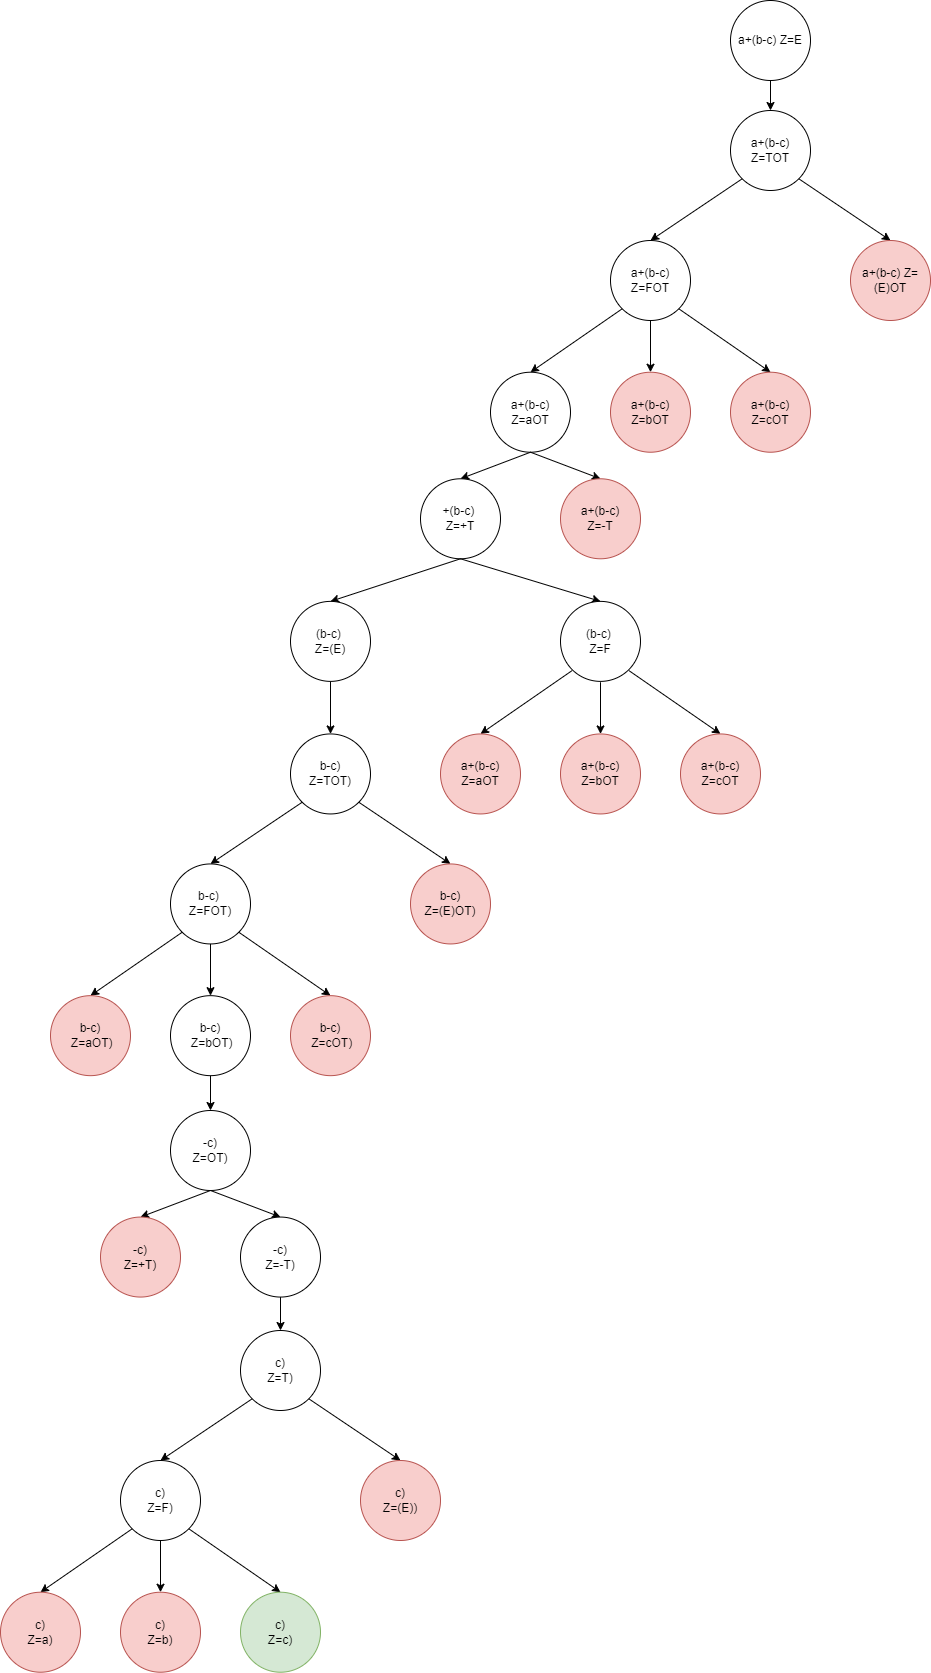 a+(b-c) Z=E
a+(b-c)
Z=TOT
a+(b-c)
Z=FOT
a+(b-c) Z=
(E)OT
a+(b-c)
Z=aOT
a+(b-c)
Z=bOT
a+(b-c)
Z=cOT
+(b-c)
Z=+T
a+(b-c)
Z=-T
(b-c)
Z=(E)
(b-c)
Z=F
b-c)
Z=TOT)
a+(b-c)
Z=aOT
a+(b-c)
Z=bOT
a+(b-c)
Z=cOT
b-c)
Z=FOT)
b-c)
Z=(E)OT)
b-c)
Z=aOT)
b-c)
Z=bOT)
b-c)
Z=cOT)
-c)
Z=OT)
-c)
Z=+T)
-c)
Z=-T)
c)
Z=T)
c)
Z=F)
c)
Z=(E))
c)
Z=a)
c)
Z=b)
c)
Z=c)